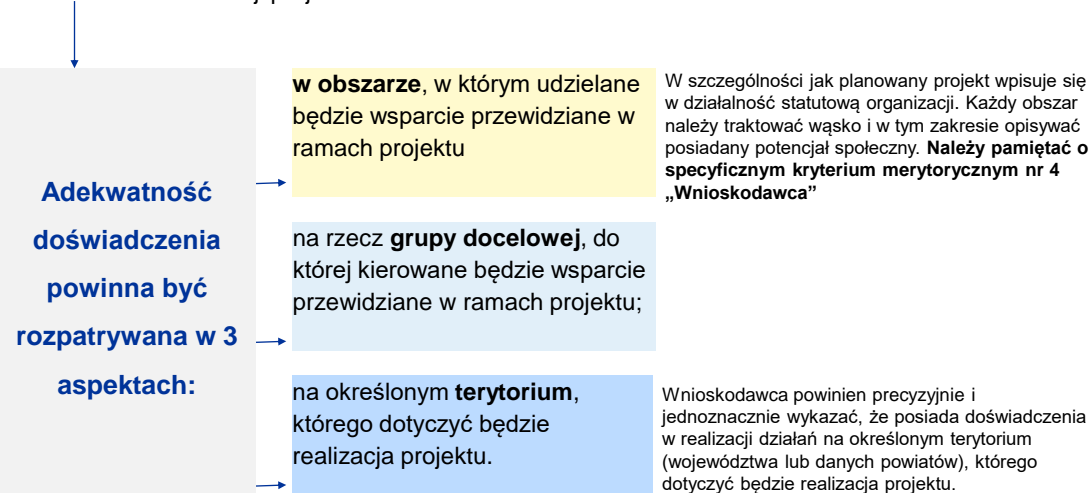 Adekwatność
doświadczenia
powinna być
rozpatrywana w 3
aspektach:
w obszarze, w którym udzielane
będzie wsparcie przewidziane w
ramach projektu
W szczególności jak planowany projekt wpisuje się
w działalność statutową organizacji. Każdy obszar
należy traktować wąsko i w tym zakresie opisywać
posiadany potencjał społeczny. Należy pamiętać o
specyficznym kryterium merytorycznym nr 4
„Wnioskodawca”
na rzecz grupy docelowej, do
której kierowane będzie wsparcie
przewidziane w ramach projektu;
na określonym terytorium,
którego dotyczyć będzie
realizacja projektu.
Wnioskodawca powinien precyzyjnie i
jednoznacznie wykazać, że posiada doświadczenia
w realizacji działań na określonym terytorium
(województwa lub danych powiatów), którego
dotyczyć będzie realizacja projektu.